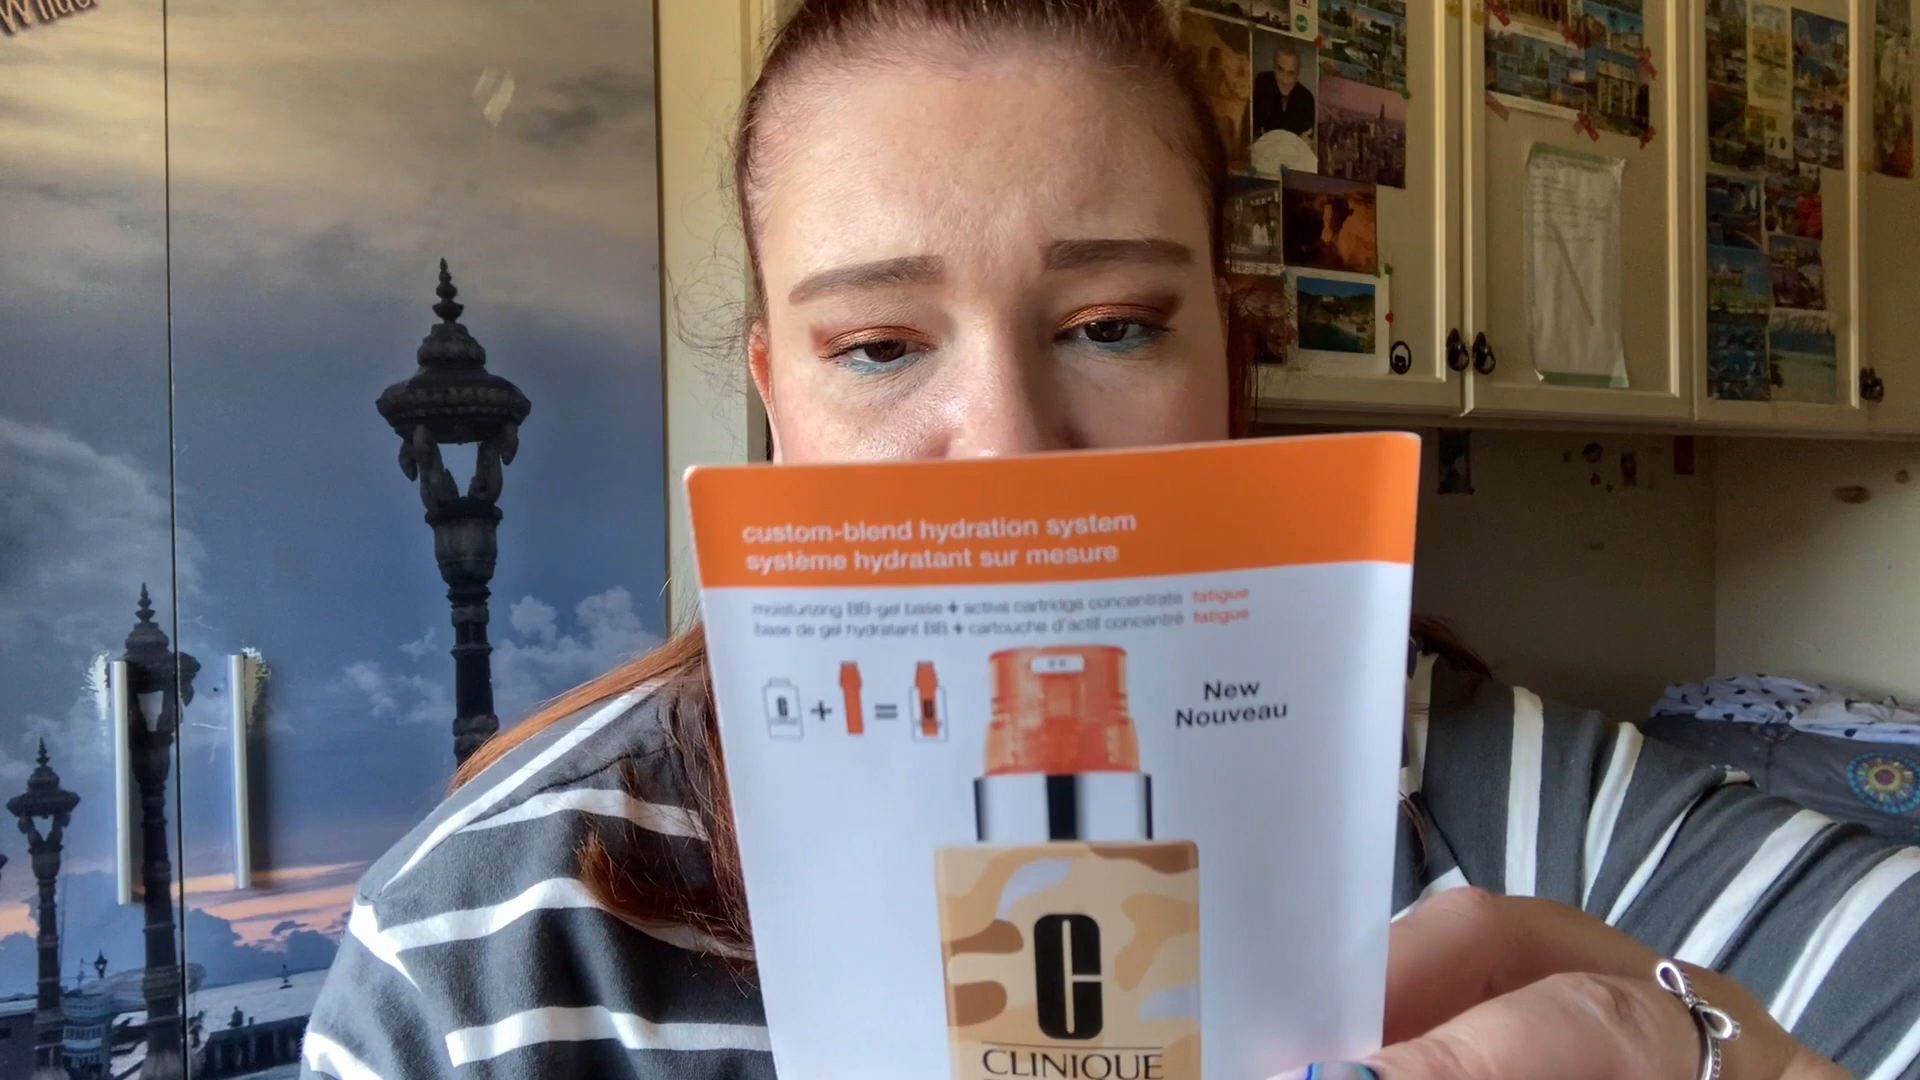 custom-blend hydration system
système hydratant sur mesure
moisturizing BB-gel base + active cartridge concentrate fatigue
base de gel hydratant BB + cartouche d'actif concentré fatigue
+ =
New
Nouveau
C
CLINIQUE